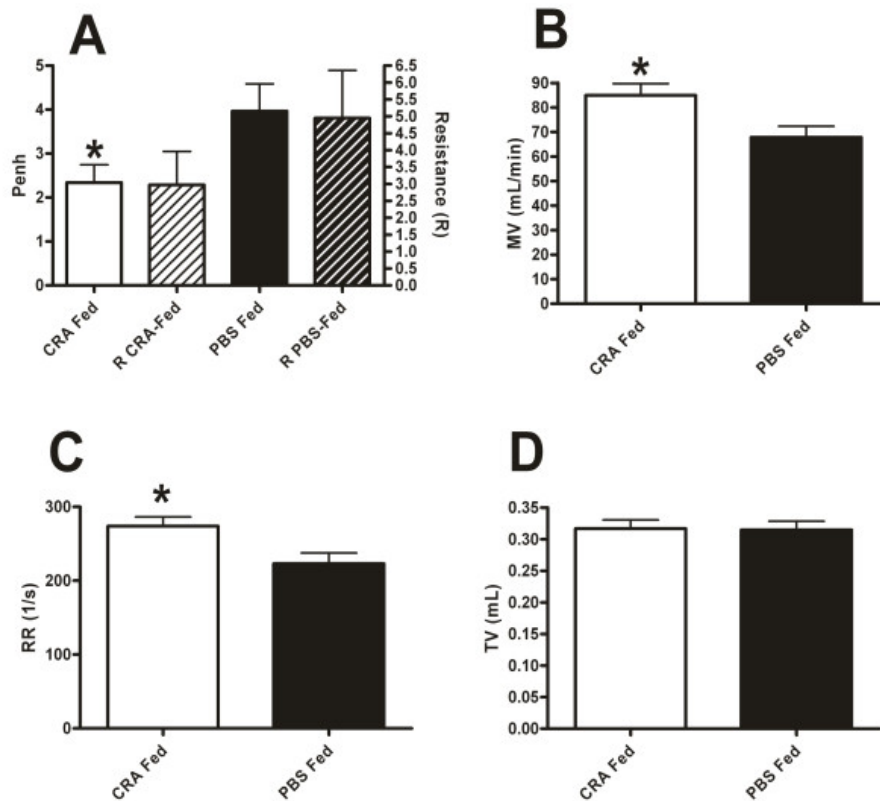 A
5
4
3
2
1
0
Penh
*
6.5
6.0
5.5
5.0
4.5
4.0
3.5
3.0
2.5
2.0
1.5
1.0
0.5
0.0
Resistance (R)
CRA Fed
R CRA-Fed
PBS Fed
R PBS-Fed
B
90
80
70
60
50
40
30
20
10
0
MV (mL/min)
*
CRA Fed
PBS Fed
C
300
200
100
0
RR (1/s)
*
CRA Fed
PBS Fed
D
0.35
0.30
0.25
0.20
0.15
0.10
0.05
0.00
TV (mL)
CRA Fed
PBS Fed